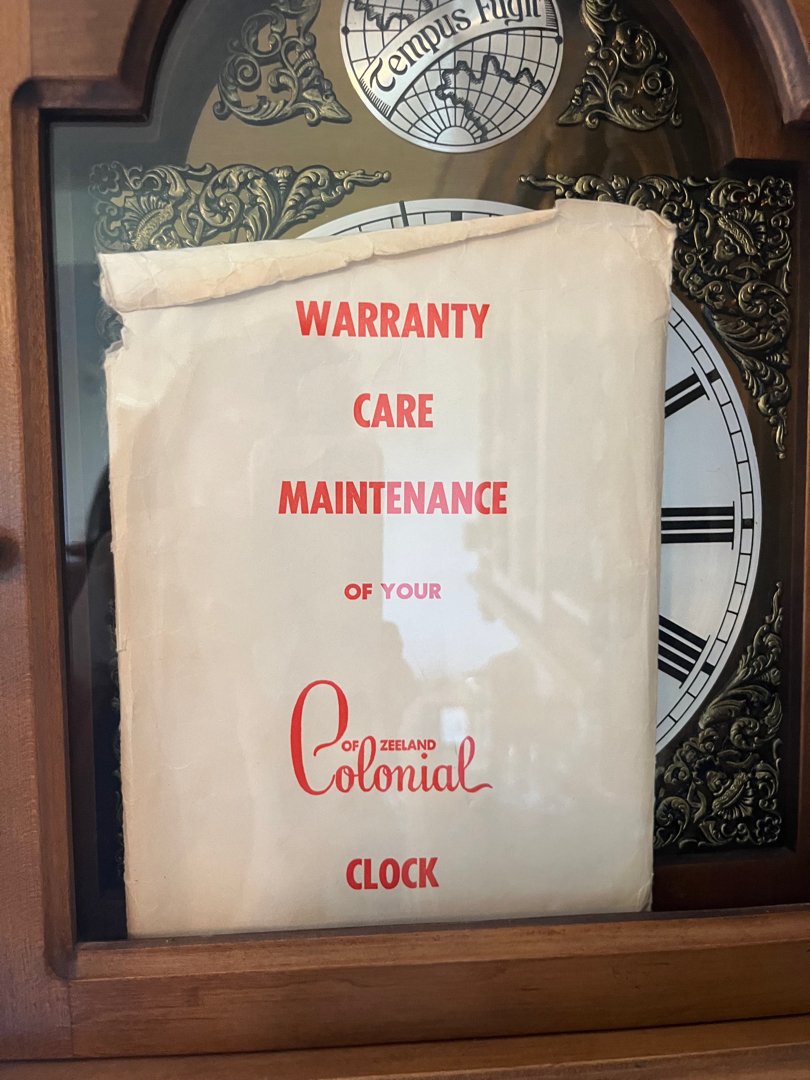 Tempus Fugit
WARRANTY
CARE
MAINTENANCE
OF YOUR
OF ZEELAND
Colonial
CLOCK